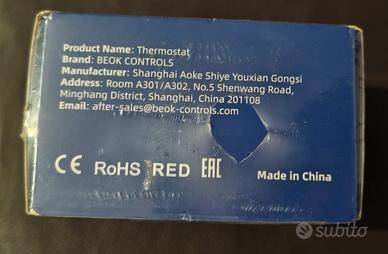 Product Name: Thermostat
Brand: BEOK CONTROLS
Manufacturer: Shanghai Aoke Shiye Youxian Gongsi
Address: Room A301/A302, No.5 Shenwang Road,
Minghang District, Shanghai, China 201108
Email: after-sales@beok-controls.com
CE RoHS RED EAC Made in China
subito